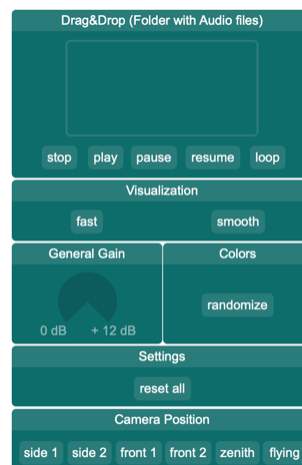 Drag&Drop (Folder with Audio files)
stop play pause resume loop
Visualization
fast smooth
General Gain Colors
randomize
0 dB + 12 dB
Settings
reset all
Camera Position
side 1 side 2 front 1 front 2 zenith flying